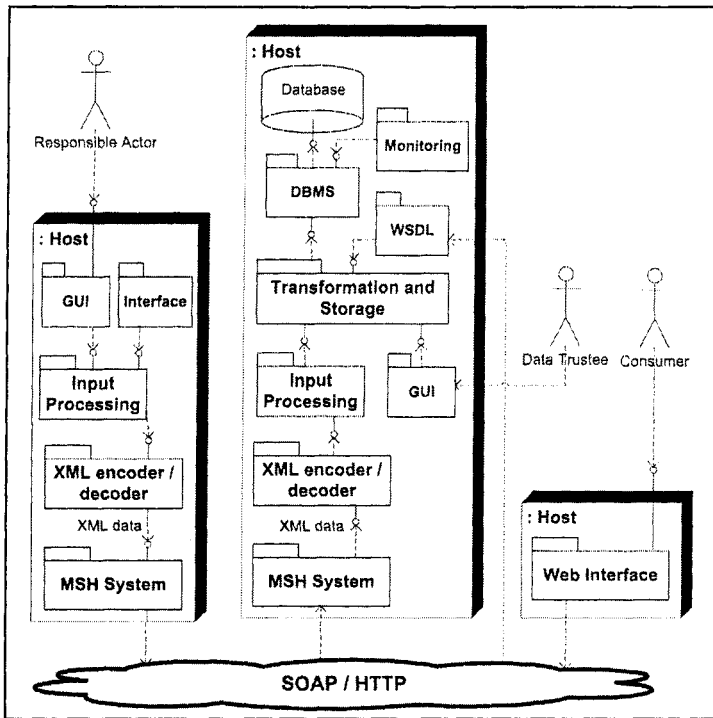 Responsible Actor
: Host
GUI
Interface
Input
Processing
XML encoder /
decoder
XML data
MSH System
: Host
Database
Monitoring
DBMS
WSDL
Transformation and
Storage
Input
Processing
GUI
XML encoder /
decoder
XML data
MSH System
Data Trustee
Consumer
: Host
Web Interface
SOAP / HTTP